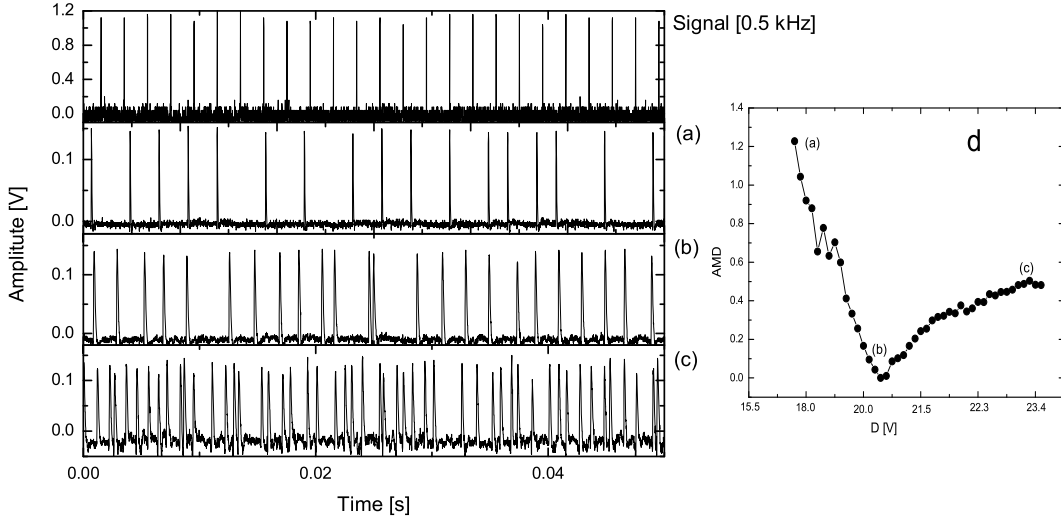 Signal [0.5 kHz]
1.2
0.8
0.4
0.0
(a)
0.1
0.0
(b)
0.1
0.0
(c)
0.1
0.0
0.00 0.02 0.04
Time [s]
Amplitute [V]
d
1.4
1.2
1.0
0.8
0.6
0.4
0.2
0.0
(a)
(b)
(c)
15.5 18.0 20.0 21.5 22.3 23.4
D [V]
AMD